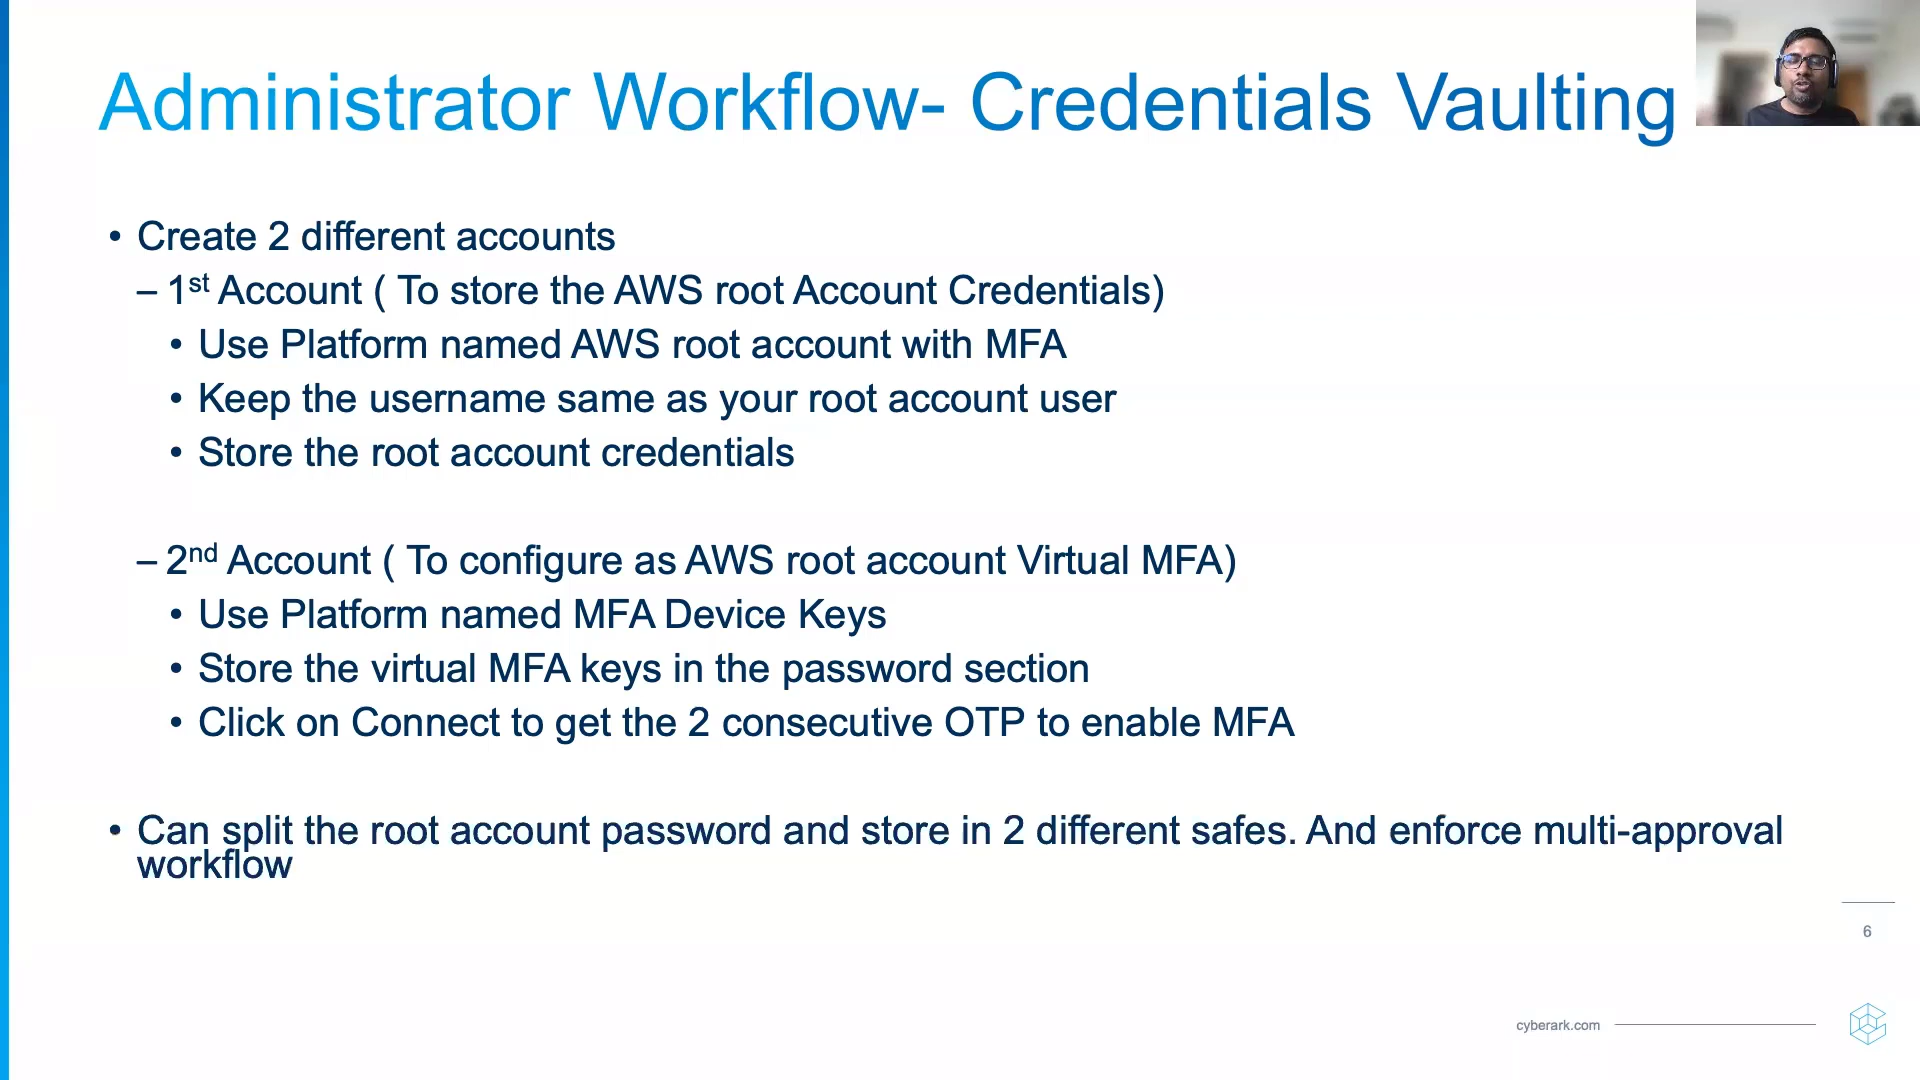 Administrator Workflow- Credentials Vaulting
• Create 2 different accounts
– 1st Account ( To store the AWS root Account Credentials)
• Use Platform named AWS root account with MFA
• Keep the username same as your root account user
• Store the root account credentials
– 2nd Account ( To configure as AWS root account Virtual MFA)
• Use Platform named MFA Device Keys
• Store the virtual MFA keys in the password section
• Click on Connect to get the 2 consecutive OTP to enable MFA
• Can split the root account password and store in 2 different safes. And enforce multi-approval
workflow
6
cyberark.com